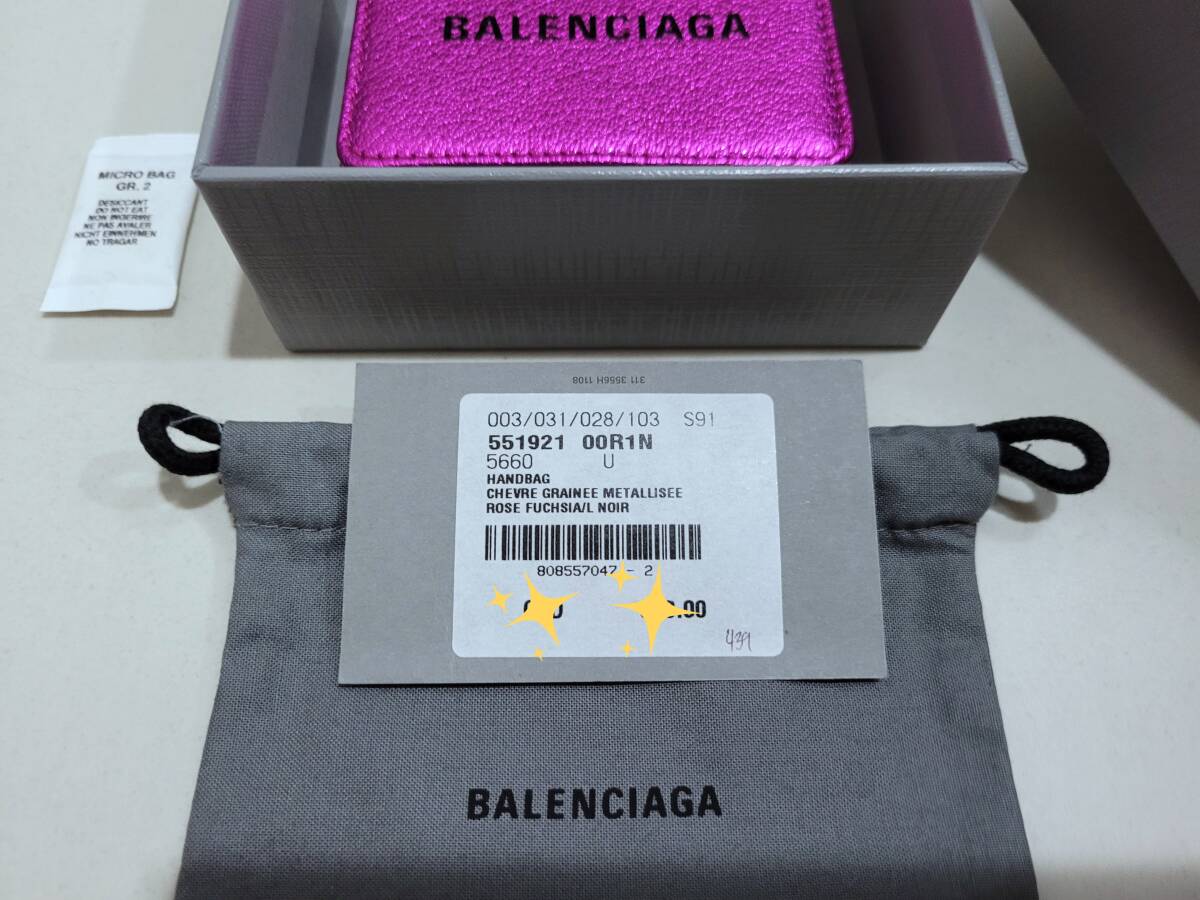 BALENCIAGA
MICRO BAG
GR. 2
DESICCANT
DO NOT EAT
NON INGERIRE
NE PAS AVALER
NICHT EINNEHMEN
NO TRAGAR
311 3556H 1108
003/031/028/103 S91
551921 00R1N
5660 U
HANDBAG
CHEVRE GRAINEE METALLISEE
ROSE FUCHSIA/L NOIR
808557047 - 2
.00
439
BALENCIAGA